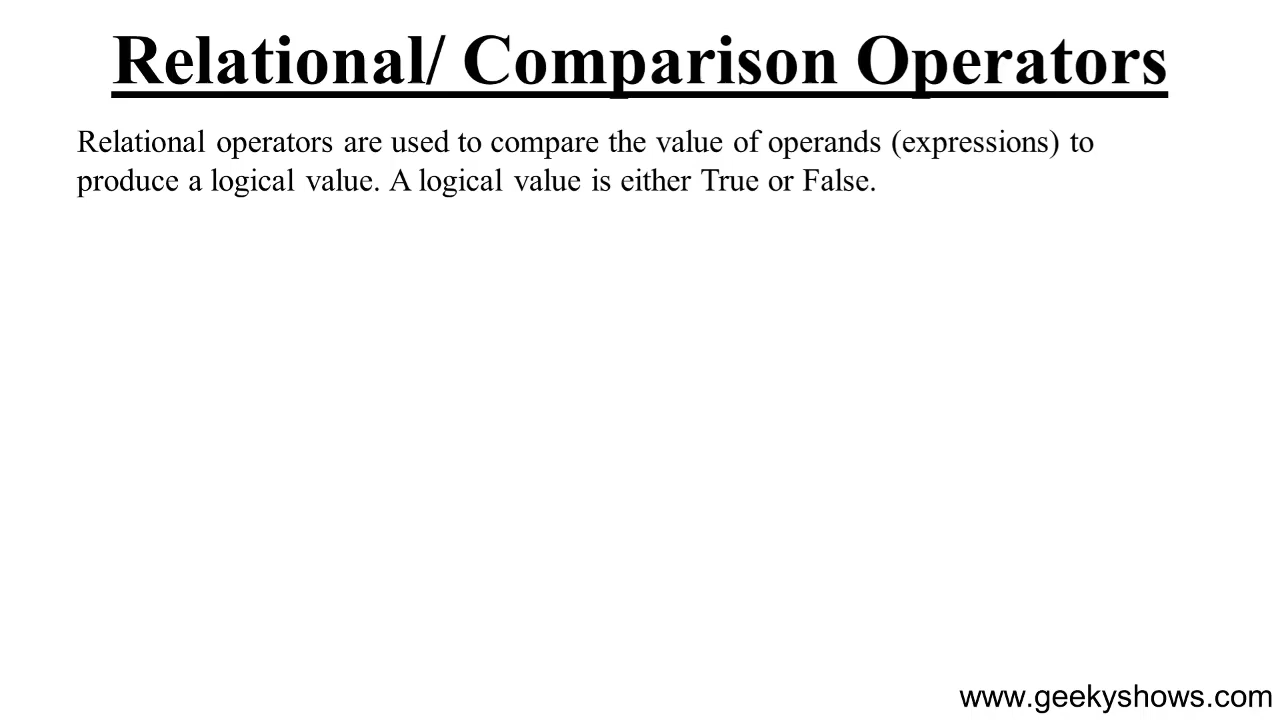 Relational/ Comparison Operators
Relational operators are used to compare the value of operands (expressions) to
produce a logical value. A logical value is either True or False.
www.geekyshows.com